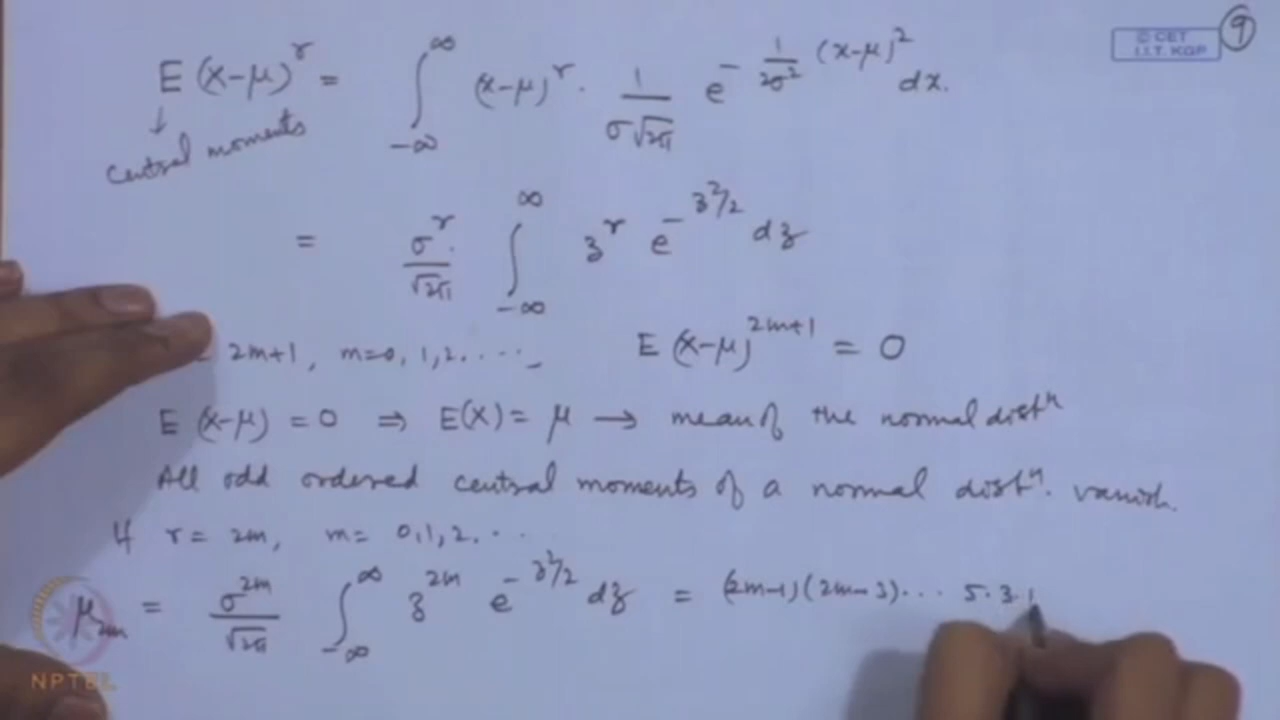 © CET
I.I.T. KGP
9
E (x-μ)^r = ∫_{-∞}^{∞} (x-μ)^r · 1/(σ√2π) e^{- 1/(2σ²) (x-μ)²} dx.
↓
central moments
= σ^r/√2π · ∫_{-∞}^{∞} z^r e^{-z²/2} dz
= 2m+1, m=0, 1, 2 · · · · E (x-μ)^{2m+1} = 0
E (x-μ) = 0 ⇒ E(X) = μ → mean of the normal distⁿ
All odd ordered central moments of a normal distⁿ. vanish.
If r = 2m, m = 0, 1, 2, · · ·
μ_{2m} = σ^{2m}/√2π ∫_{-∞}^{∞} z^{2m} e^{-z²/2} dz = (2m-1)(2m-3) · · · 5·3·1
NPTEL